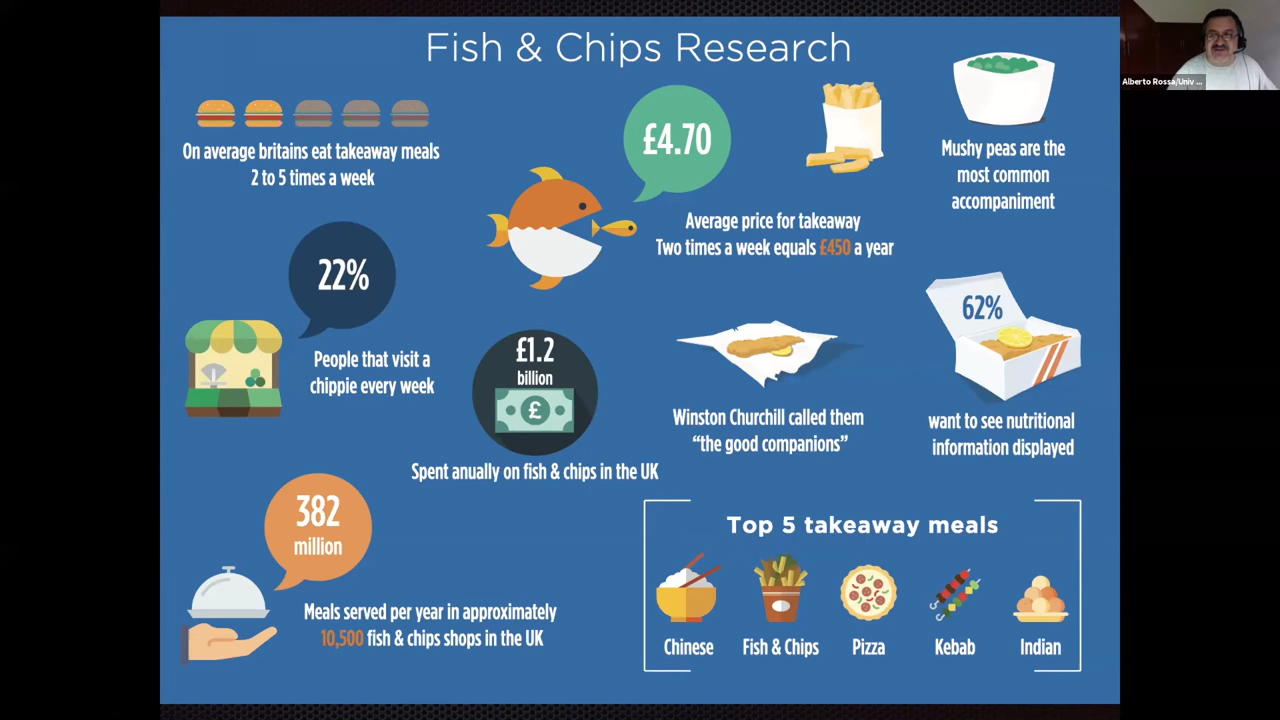 Fish & Chips Research
Alberto Rossa/Univ ...
On average britains eat takeaway meals
2 to 5 times a week
£4.70
Average price for takeaway
Two times a week equals £450 a year
Mushy peas are the
most common
accompaniment
22%
People that visit a
chippie every week
£1.2
billion
£
Spent anually on fish & chips in the UK
Winston Churchill called them
“the good companions”
62%
want to see nutritional
information displayed
382
million
Meals served per year in approximately
10,500 fish & chips shops in the UK
Top 5 takeaway meals
Chinese
Fish & Chips
Pizza
Kebab
Indian